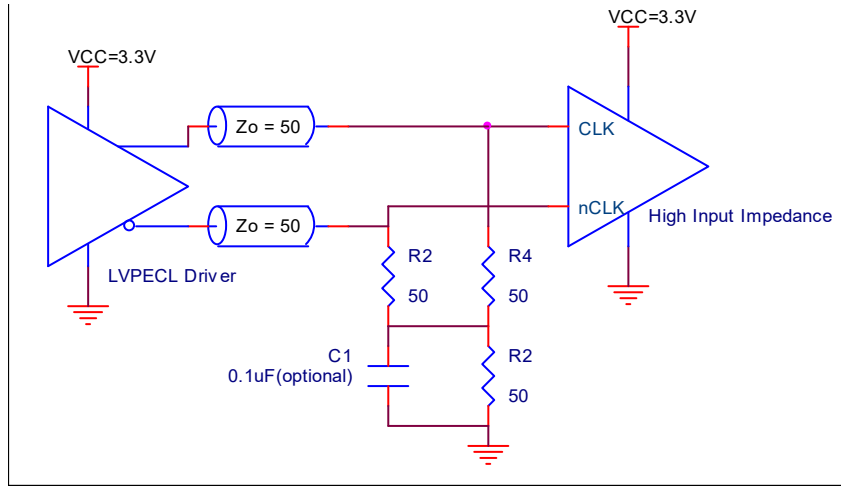 VCC=3.3V
VCC=3.3V
Zo = 50
CLK
Zo = 50
nCLK
High Input Impedance
LVPECL Driver
R2
50
R4
50
C1
0.1uF(optional)
R2
50